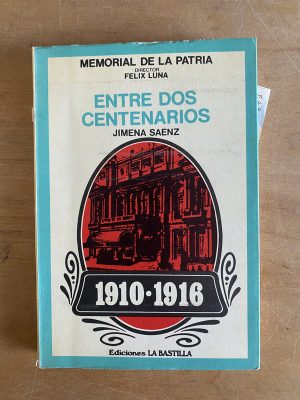 MEMORIAL DE LA PATRIA
DIRECTOR
FELIX LUNA
ENTRE DOS
CENTENARIOS
JIMENA SAENZ
1910·1916
Ediciones LA BASTILLA